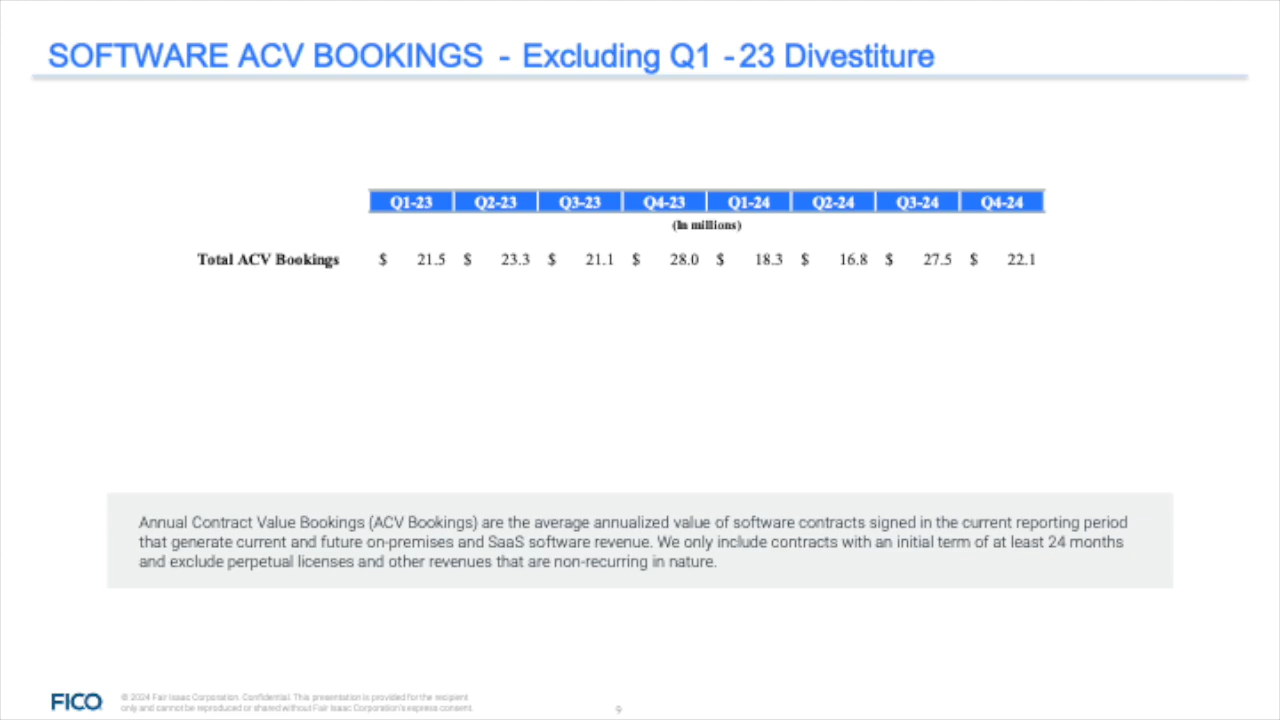 SOFTWARE ACV BOOKINGS - Excluding Q1 -23 Divestiture
Q1-23 Q2-23 Q3-23 Q4-23 Q1-24 Q2-24 Q3-24 Q4-24
(In millions)
Total ACV Bookings $ 21.5 $ 23.3 $ 21.1 $ 28.0 $ 18.3 $ 16.8 $ 27.5 $ 22.1
Annual Contract Value Bookings (ACV Bookings) are the average annualized value of software contracts signed in the current reporting period
that generate current and future on-premises and SaaS software revenue. We only include contracts with an initial term of at least 24 months
and exclude perpetual licenses and other revenues that are non-recurring in nature.
FICO
© 2024 Fair Isaac Corporation. Confidential. This presentation is provided for the recipient
only and cannot be reproduced or shared without Fair Isaac Corporation's express consent.
9